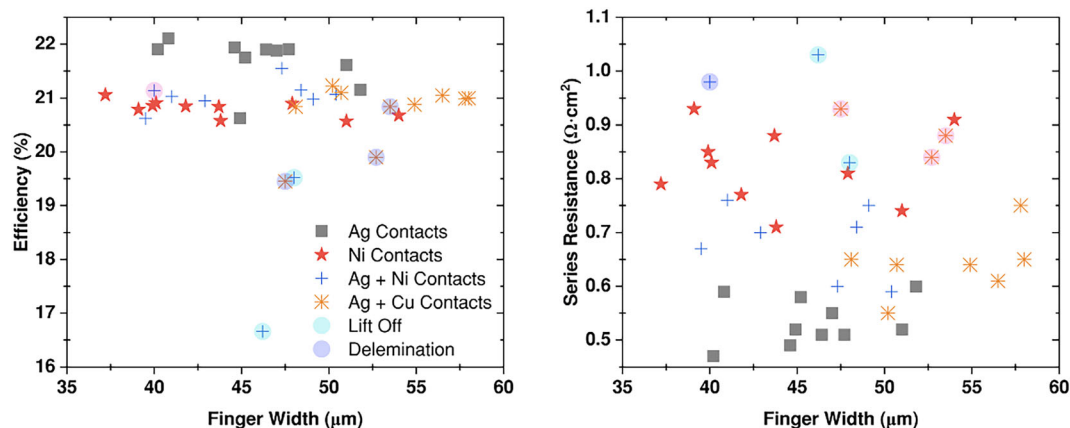 22
21
20
19
18
17
16
Efficiency (%)
35 40 45 50 55 60
Finger Width (μm)
Ag Contacts
Ni Contacts
Ag + Ni Contacts
Ag + Cu Contacts
Lift Off
Delemination
1.1
1.0
0.9
0.8
0.7
0.6
0.5
Series Resistance (Ω·cm²)
35 40 45 50 55 60
Finger Width (μm)